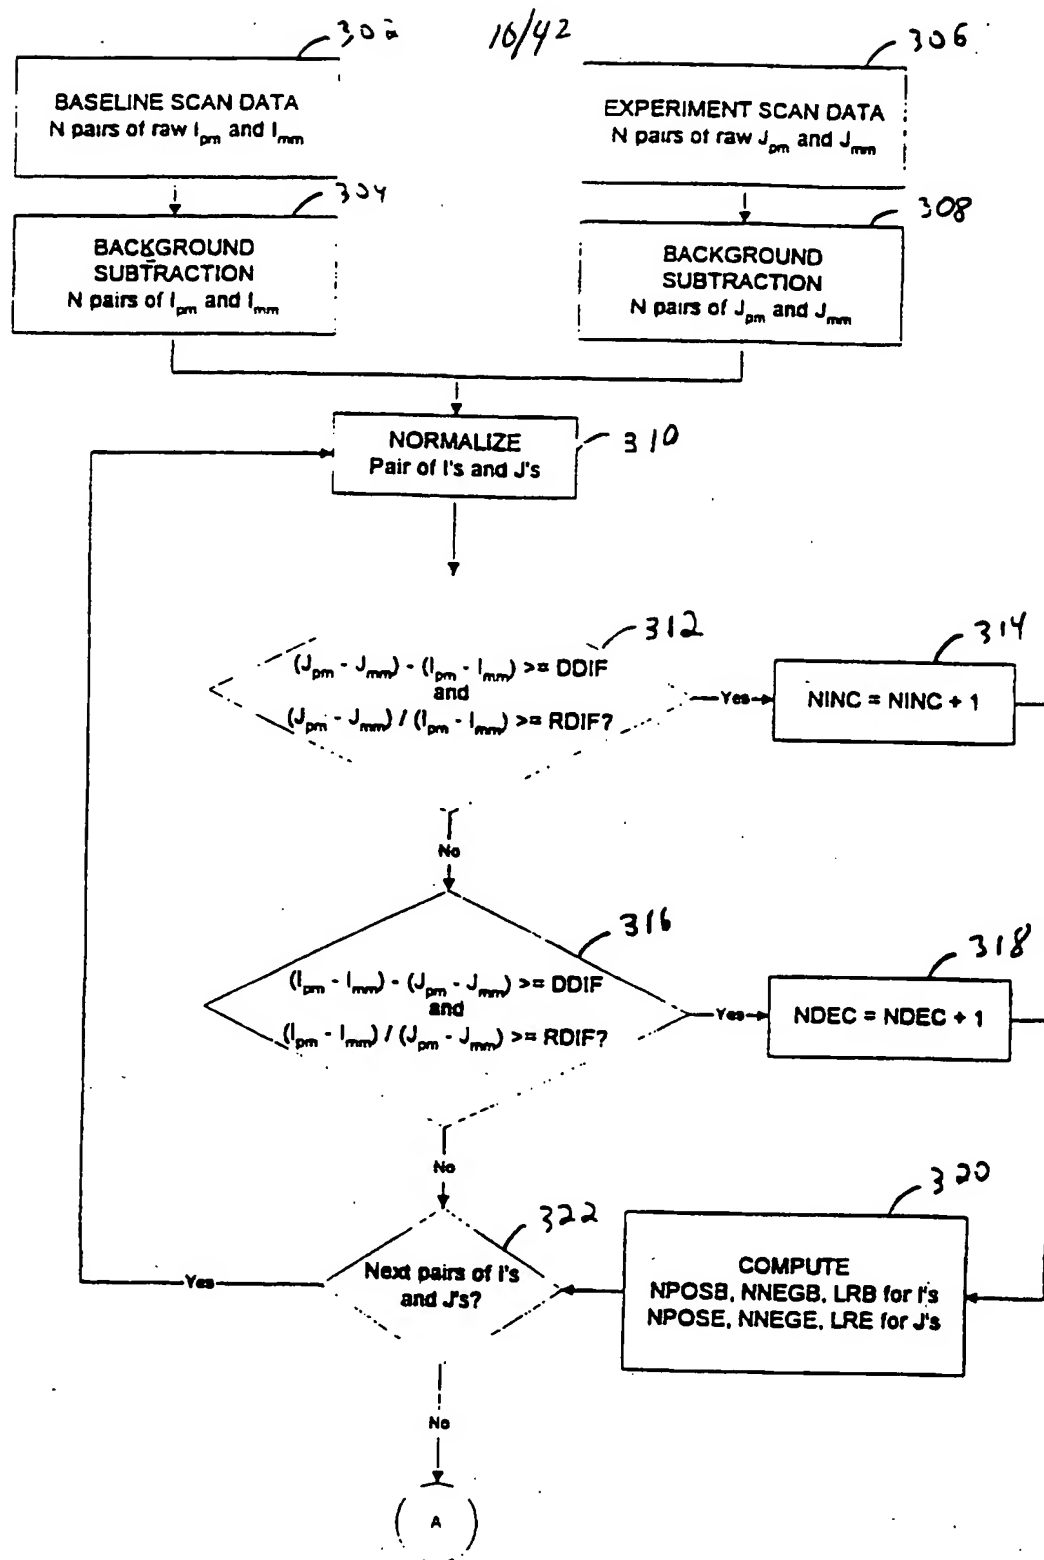 302
10/42
306
BASELINE SCAN DATA
N pairs of raw Ipm and Imm
EXPERIMENT SCAN DATA
N pairs of raw Jpm and Jmm
304
308
BACKGROUND
SUBTRACTION
N pairs of Ipm and Imm
BACKGROUND
SUBTRACTION
N pairs of Jpm and Jmm
NORMALIZE
Pair of I's and J's
310
312
(Jpm - Jmm) - (Ipm - Imm) >= DDIF
and
(Jpm - Jmm) / (Ipm - Imm) >= RDIF?
Yes
314
NINC = NINC + 1
No
316
(Ipm - Imm) - (Jpm - Jmm) >= DDIF
and
(Ipm - Imm) / (Jpm - Jmm) >= RDIF?
Yes
318
NDEC = NDEC + 1
No
322
Next pairs of I's
and J's?
Yes
320
COMPUTE
NPOSB, NNEGB, LRB for I's
NPOSE, NNEGE, LRE for J's
No
A